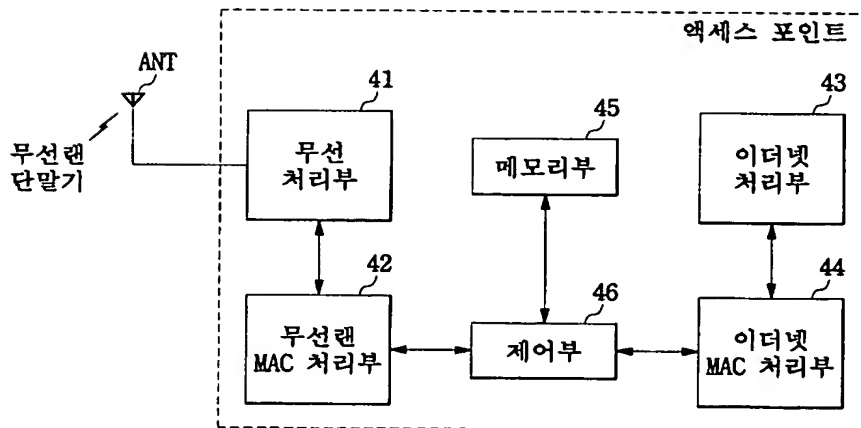 액세스 포인트
ANT
무선랜
단말기
41
무선
처리부
45
메모리부
43
이더넷
처리부
42
무선랜
MAC 처리부
46
제어부
44
이더넷
MAC 처리부